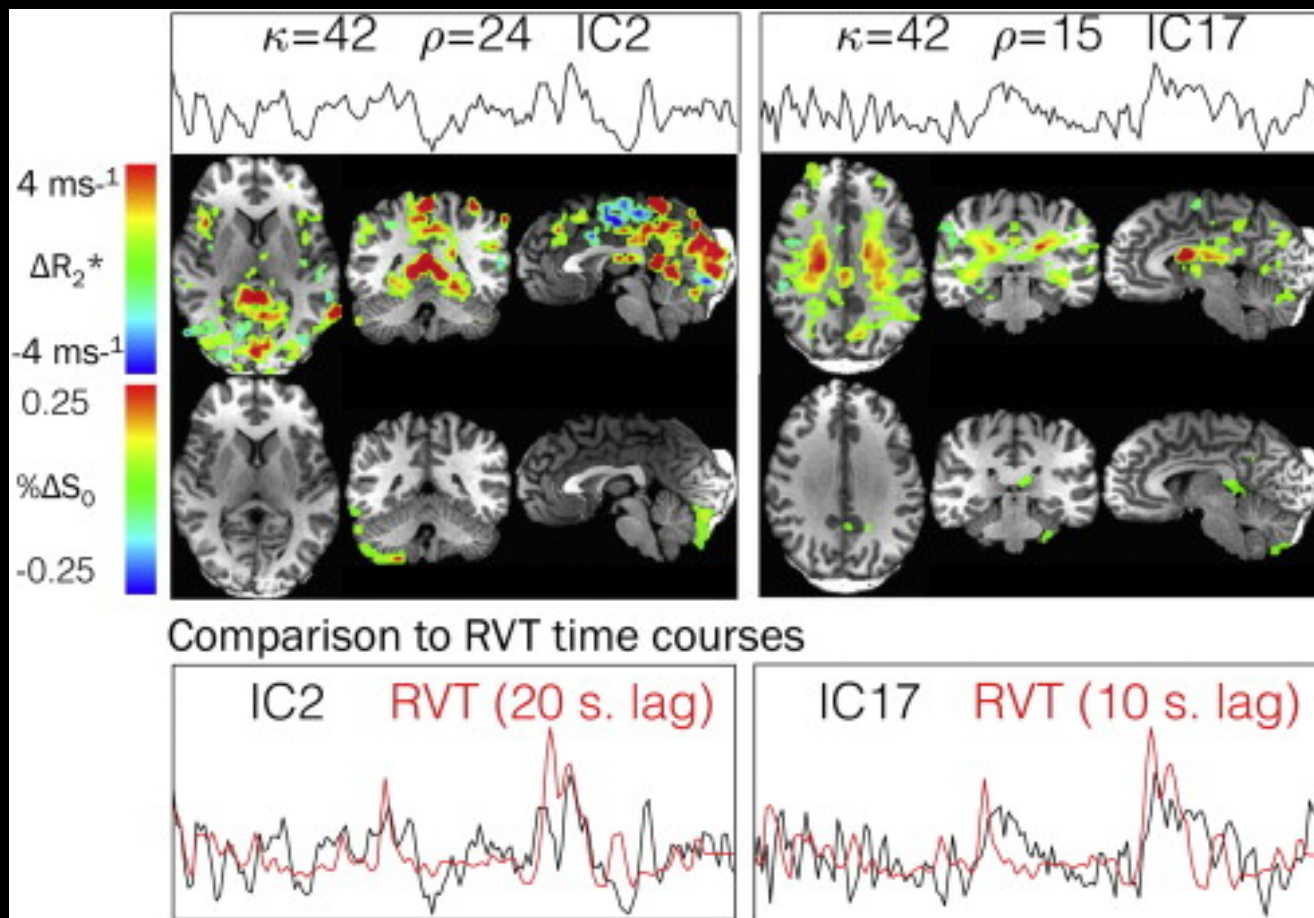 κ=42 ρ=24 IC2
κ=42 ρ=15 IC17
4 ms-¹
ΔR₂*
-4 ms-¹
0.25
%ΔS₀
-0.25
Comparison to RVT time courses
IC2 RVT (20 s. lag)
IC17 RVT (10 s. lag)